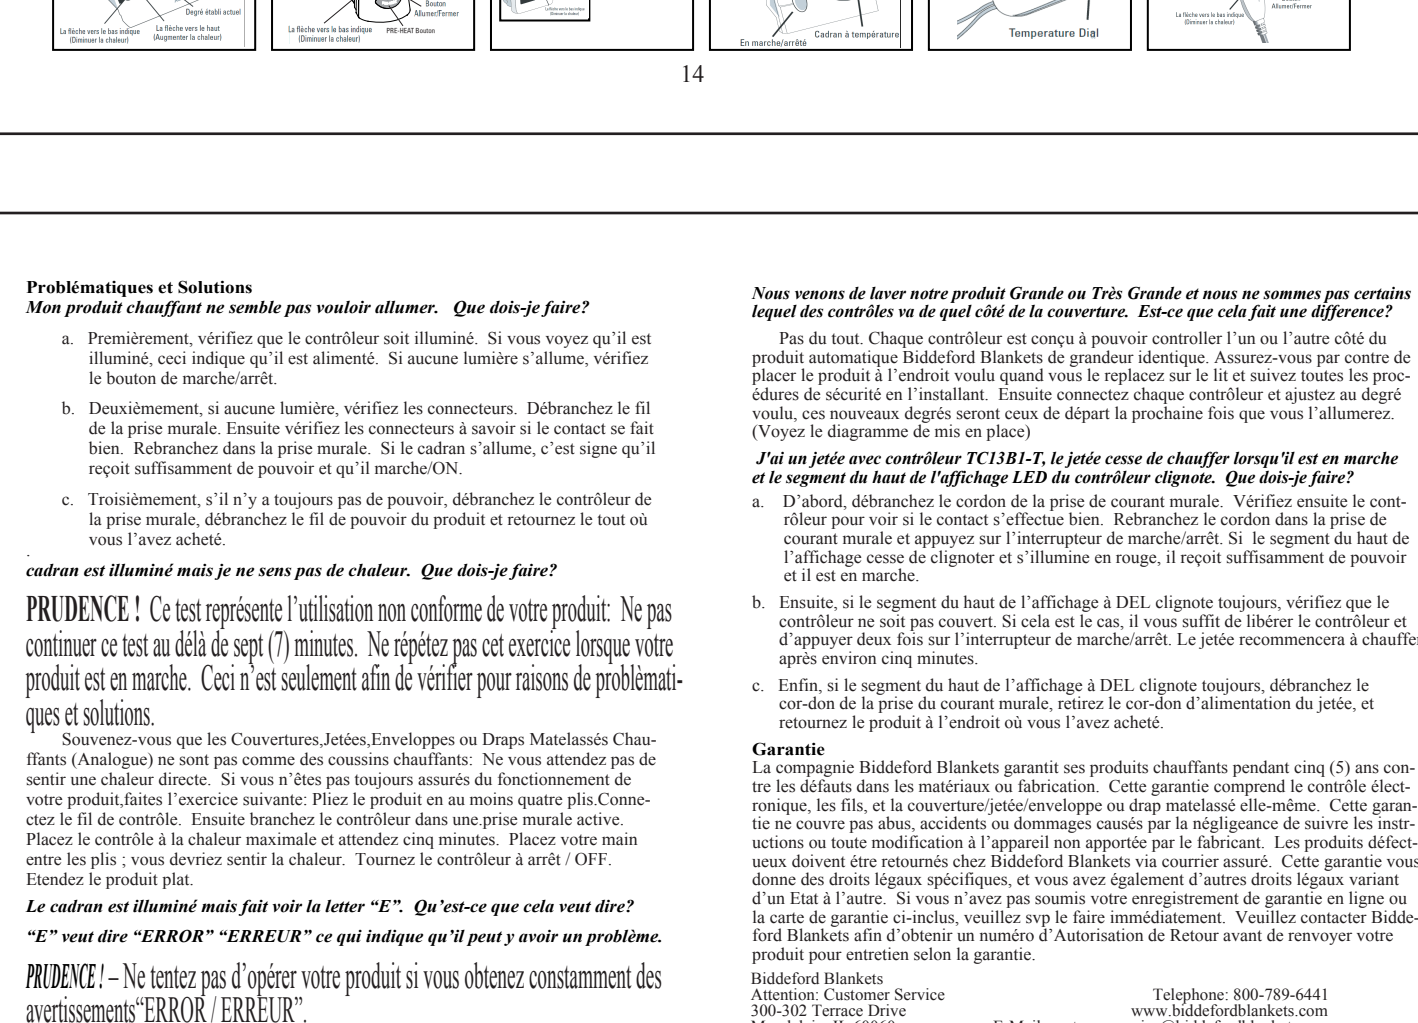 Degré établi actuel
La flèche vers le bas indique
(Diminuer la chaleur)
La flèche vers le haut
(Augmenter la chaleur)
Bouton
Allumer/Fermer
La flèche vers le bas indique
(Diminuer la chaleur)
PRE-HEAT Bouton
La flèche vers le bas indique
(Diminuer la chaleur)
En marche/arrêté
Cadran à température
Temperature Dial
La flèche vers le bas indique
(Diminuer la chaleur)
Allumer/Fermer
14
Problématiques et Solutions
Mon produit chauffant ne semble pas vouloir allumer. Que dois-je faire?
a. Premièrement, vérifiez que le contrôleur soit illuminé. Si vous voyez qu’il est
illuminé, ceci indique qu’il est alimenté. Si aucune lumière s’allume, vérifiez
le bouton de marche/arrêt.
b. Deuxièmement, si aucune lumière, vérifiez les connecteurs. Débranchez le fil
de la prise murale. Ensuite vérifiez les connecteurs à savoir si le contact se fait
bien. Rebranchez dans la prise murale. Si le cadran s’allume, c’est signe qu’il
reçoit suffisamment de pouvoir et qu’il marche/ON.
c. Troisièmement, s’il n’y a toujours pas de pouvoir, débranchez le contrôleur de
la prise murale, débranchez le fil de pouvoir du produit et retournez le tout où
vous l’avez acheté.
.
cadran est illuminé mais je ne sens pas de chaleur. Que dois-je faire?
PRUDENCE ! Ce test représente l’utilisation non conforme de votre produit: Ne pas
continuer ce test au délà de sept (7) minutes. Ne répétez pas cet exercice lorsque votre
produit est en marche. Ceci n’est seulement afin de vérifier pour raisons de problèmati-
ques et solutions.
Souvenez-vous que les Couvertures,Jetées,Enveloppes ou Draps Matelassés Chau-
ffants (Analogue) ne sont pas comme des coussins chauffants: Ne vous attendez pas de
sentir une chaleur directe. Si vous n’êtes pas toujours assurés du fonctionnement de
votre produit,faites l’exercice suivante: Pliez le produit en au moins quatre plis.Conne-
ctez le fil de contrôle. Ensuite branchez le contrôleur dans une.prise murale active.
Placez le contrôle à la chaleur maximale et attendez cinq minutes. Placez votre main
entre les plis ; vous devriez sentir la chaleur. Tournez le contrôleur à arrêt / OFF.
Etendez le produit plat.
Le cadran est illuminé mais fait voir la letter “E”. Qu’est-ce que cela veut dire?
“E” veut dire “ERROR” “ERREUR” ce qui indique qu’il peut y avoir un problème.
PRUDENCE ! – Ne tentez pas d’opérer votre produit si vous obtenez constamment des
avertissements“ERROR / ERREUR”.
Nous venons de laver notre produit Grande ou Très Grande et nous ne sommes pas certains
lequel des contrôles va de quel côté de la couverture. Est-ce que cela fait une difference?
Pas du tout. Chaque contrôleur est conçu à pouvoir controller l’un ou l’autre côté du
produit automatique Biddeford Blankets de grandeur identique. Assurez-vous par contre de
placer le produit à l’endroit voulu quand vous le replacez sur le lit et suivez toutes les proc-
édures de sécurité en l’installant. Ensuite connectez chaque contrôleur et ajustez au degré
voulu, ces nouveaux degrés seront ceux de départ la prochaine fois que vous l’allumerez.
(Voyez le diagramme de mis en place)
J'ai un jetée avec contrôleur TC13B1-T, le jetée cesse de chauffer lorsqu'il est en marche
et le segment du haut de l'affichage LED du contrôleur clignote. Que dois-je faire?
a. D’abord, débranchez le cordon de la prise de courant murale. Vérifiez ensuite le cont-
rôleur pour voir si le contact s’effectue bien. Rebranchez le cordon dans la prise de
courant murale et appuyez sur l’interrupteur de marche/arrêt. Si le segment du haut de
l’affichage cesse de clignoter et s’illumine en rouge, il reçoit suffisamment de pouvoir
et il est en marche.
b. Ensuite, si le segment du haut de l’affichage à DEL clignote toujours, vérifiez que le
contrôleur ne soit pas couvert. Si cela est le cas, il vous suffit de libérer le contrôleur et
d’appuyer deux fois sur l’interrupteur de marche/arrêt. Le jetée recommencera à chauffer
après environ cinq minutes.
c. Enfin, si le segment du haut de l’affichage à DEL clignote toujours, débranchez le
cor-don de la prise du courant murale, retirez le cor-don d’alimentation du jetée, et
retournez le produit à l’endroit où vous l’avez acheté.
Garantie
La compagnie Biddeford Blankets garantit ses produits chauffants pendant cinq (5) ans con-
tre les défauts dans les matériaux ou fabrication. Cette garantie comprend le contrôle élect-
ronique, les fils, et la couverture/jetée/enveloppe ou drap matelassé elle-même. Cette garan-
tie ne couvre pas abus, accidents ou dommages causés par la négligeance de suivre les instr-
uctions ou toute modification à l’appareil non apportée par le fabricant. Les produits défect-
ueux doivent étre retournés chez Biddeford Blankets via courrier assuré. Cette garantie vous
donne des droits légaux spécifiques, et vous avez également d’autres droits légaux variant
d’un Etat à l’autre. Si vous n’avez pas soumis votre enregistrement de garantie en ligne ou
la carte de garantie ci-inclus, veuillez svp le faire immédiatement. Veuillez contacter Bidde-
ford Blankets afin d’obtenir un numéro d’Autorisation de Retour avant de renvoyer votre
produit pour entretien selon la garantie.
Biddeford Blankets
Attention: Customer Service Telephone: 800-789-6441
300-302 Terrace Drive www.biddefordblankets.com